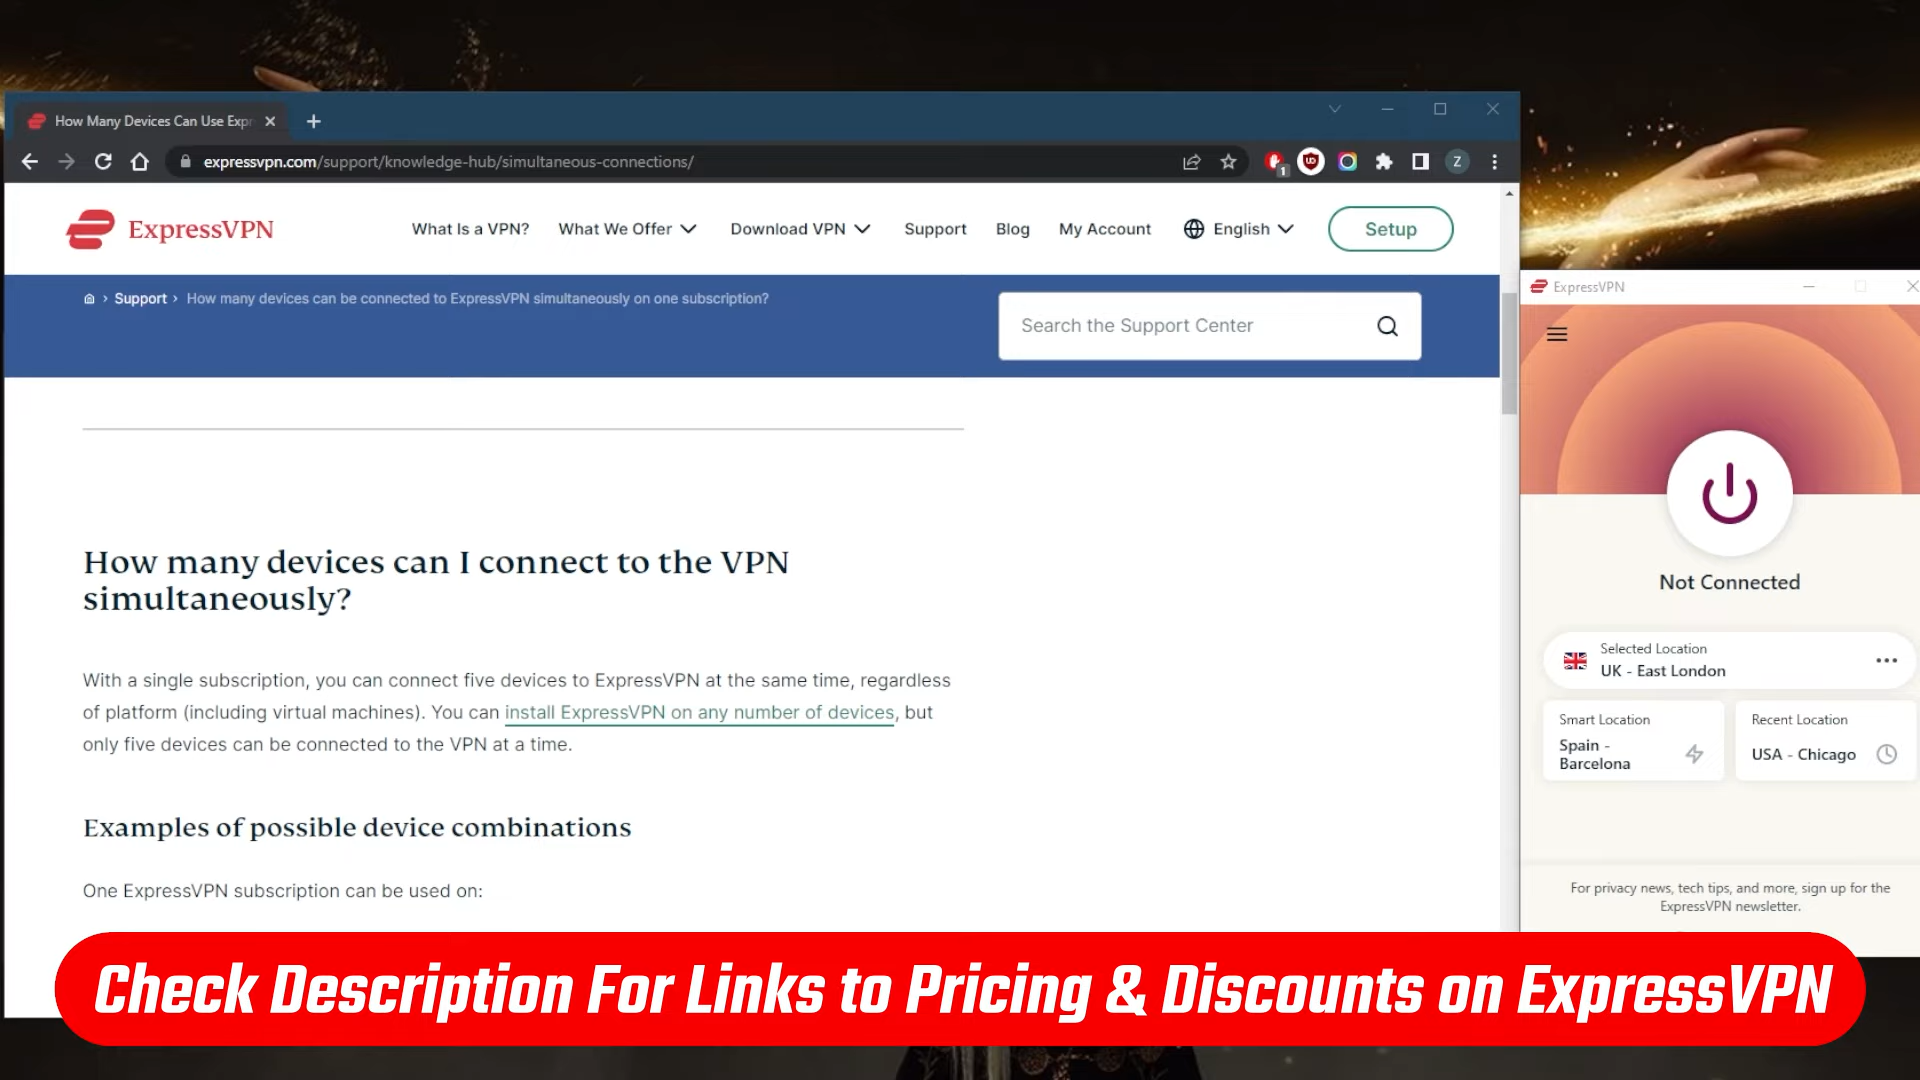 How Many Devices Can Use Expr
expressvpn.com/support/knowledge-hub/simultaneous-connections/
1
UD
Z
ExpressVPN
What Is a VPN?
What We Offer
Download VPN
Support
Blog
My Account
English
Setup
Support
How many devices can be connected to ExpressVPN simultaneously on one subscription?
Search the Support Center
How many devices can I connect to the VPN
simultaneously?
With a single subscription, you can connect five devices to ExpressVPN at the same time, regardless
of platform (including virtual machines). You can install ExpressVPN on any number of devices, but
only five devices can be connected to the VPN at a time.
Examples of possible device combinations
One ExpressVPN subscription can be used on:
ExpressVPN
Not Connected
Selected Location
UK - East London
Smart Location
Spain -
Barcelona
Recent Location
USA - Chicago
For privacy news, tech tips, and more, sign up for the
ExpressVPN newsletter.
Check Description For Links to Pricing & Discounts on ExpressVPN